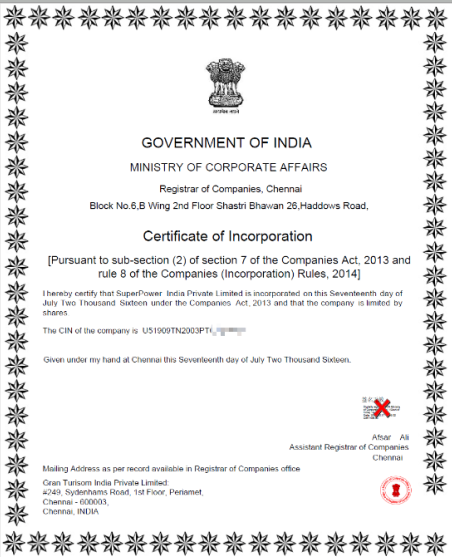 GOVERNMENT OF INDIA
MINISTRY OF CORPORATE AFFAIRS
Registrar of Companies, Chennai
Block No.6,B Wing 2nd Floor Shastri Bhawan 26,Haddows Road,
Certificate of Incorporation
[Pursuant to sub-section (2) of section 7 of the Companies Act, 2013 and
rule 8 of the Companies (Incorporation) Rules, 2014]
I hereby certify that SuperPower India Private Limited is incorporated on this Seventeenth day of
July Two Thousand Sixteen under the Companies Act, 2013 and that the company is limited by
shares.
The CIN of the company is U51909TN2003PT
Given under my hand at Chennai this Seventeenth day of July Two Thousand Sixteen.
Afsar Ali
Assistant Registrar of Companies
Chennai
Mailing Address as per record available in Registrar of Companies office
Gran Turisom India Private Limited:
#249, Sydenhams Road, 1st Floor, Periamet,
Chennai - 600003,
Chennai, INDIA